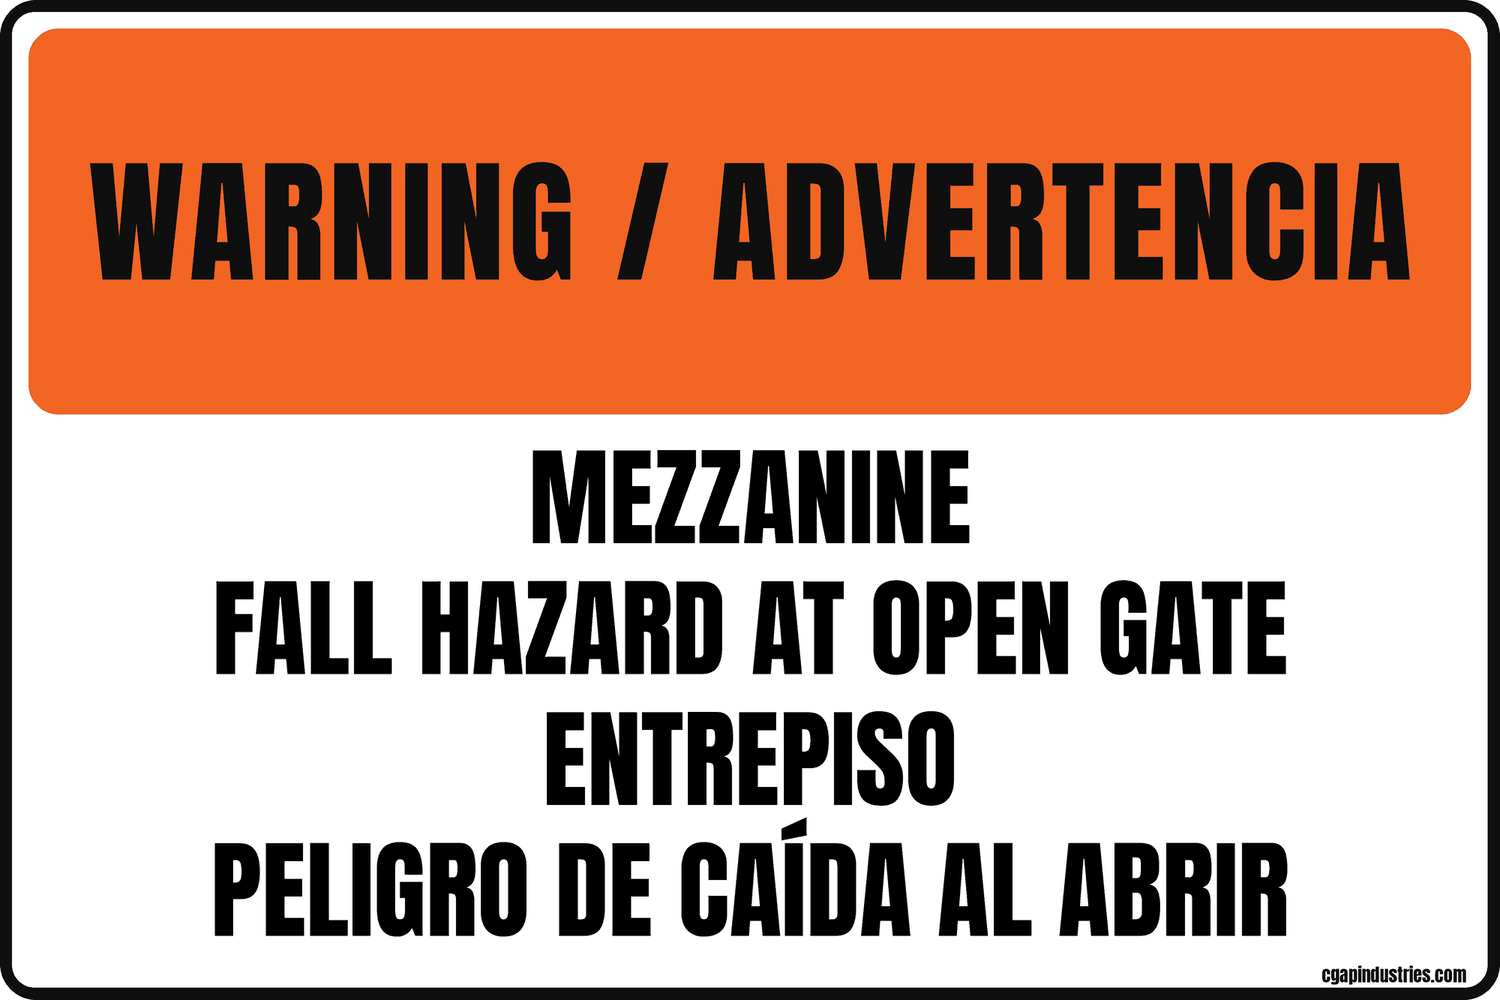 WARNING / ADVERTENCIA
MEZZANINE
FALL HAZARD AT OPEN GATE
ENTREPISO
PELIGRO DE CAÍDA AL ABRIR
cgapindustries.com